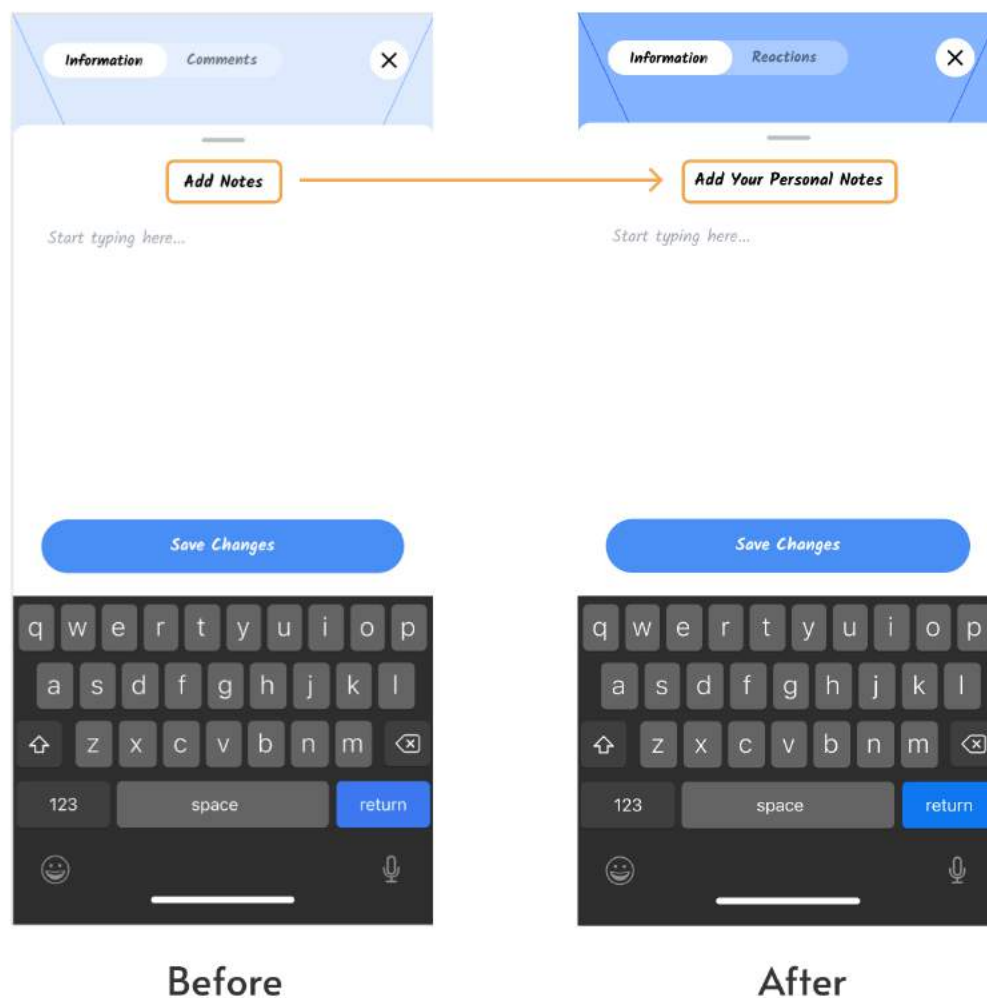 Information Comments
Information Reactions
Add Notes
Add Your Personal Notes
Start typing here...
Start typing here...
Save Changes
Save Changes
q w e r t y u i o p
q w e r t y u i o p
a s d f g h j k l
a s d f g h j k l
z x c v b n m
z x c v b n m
123 space return
123 space return
Before
After